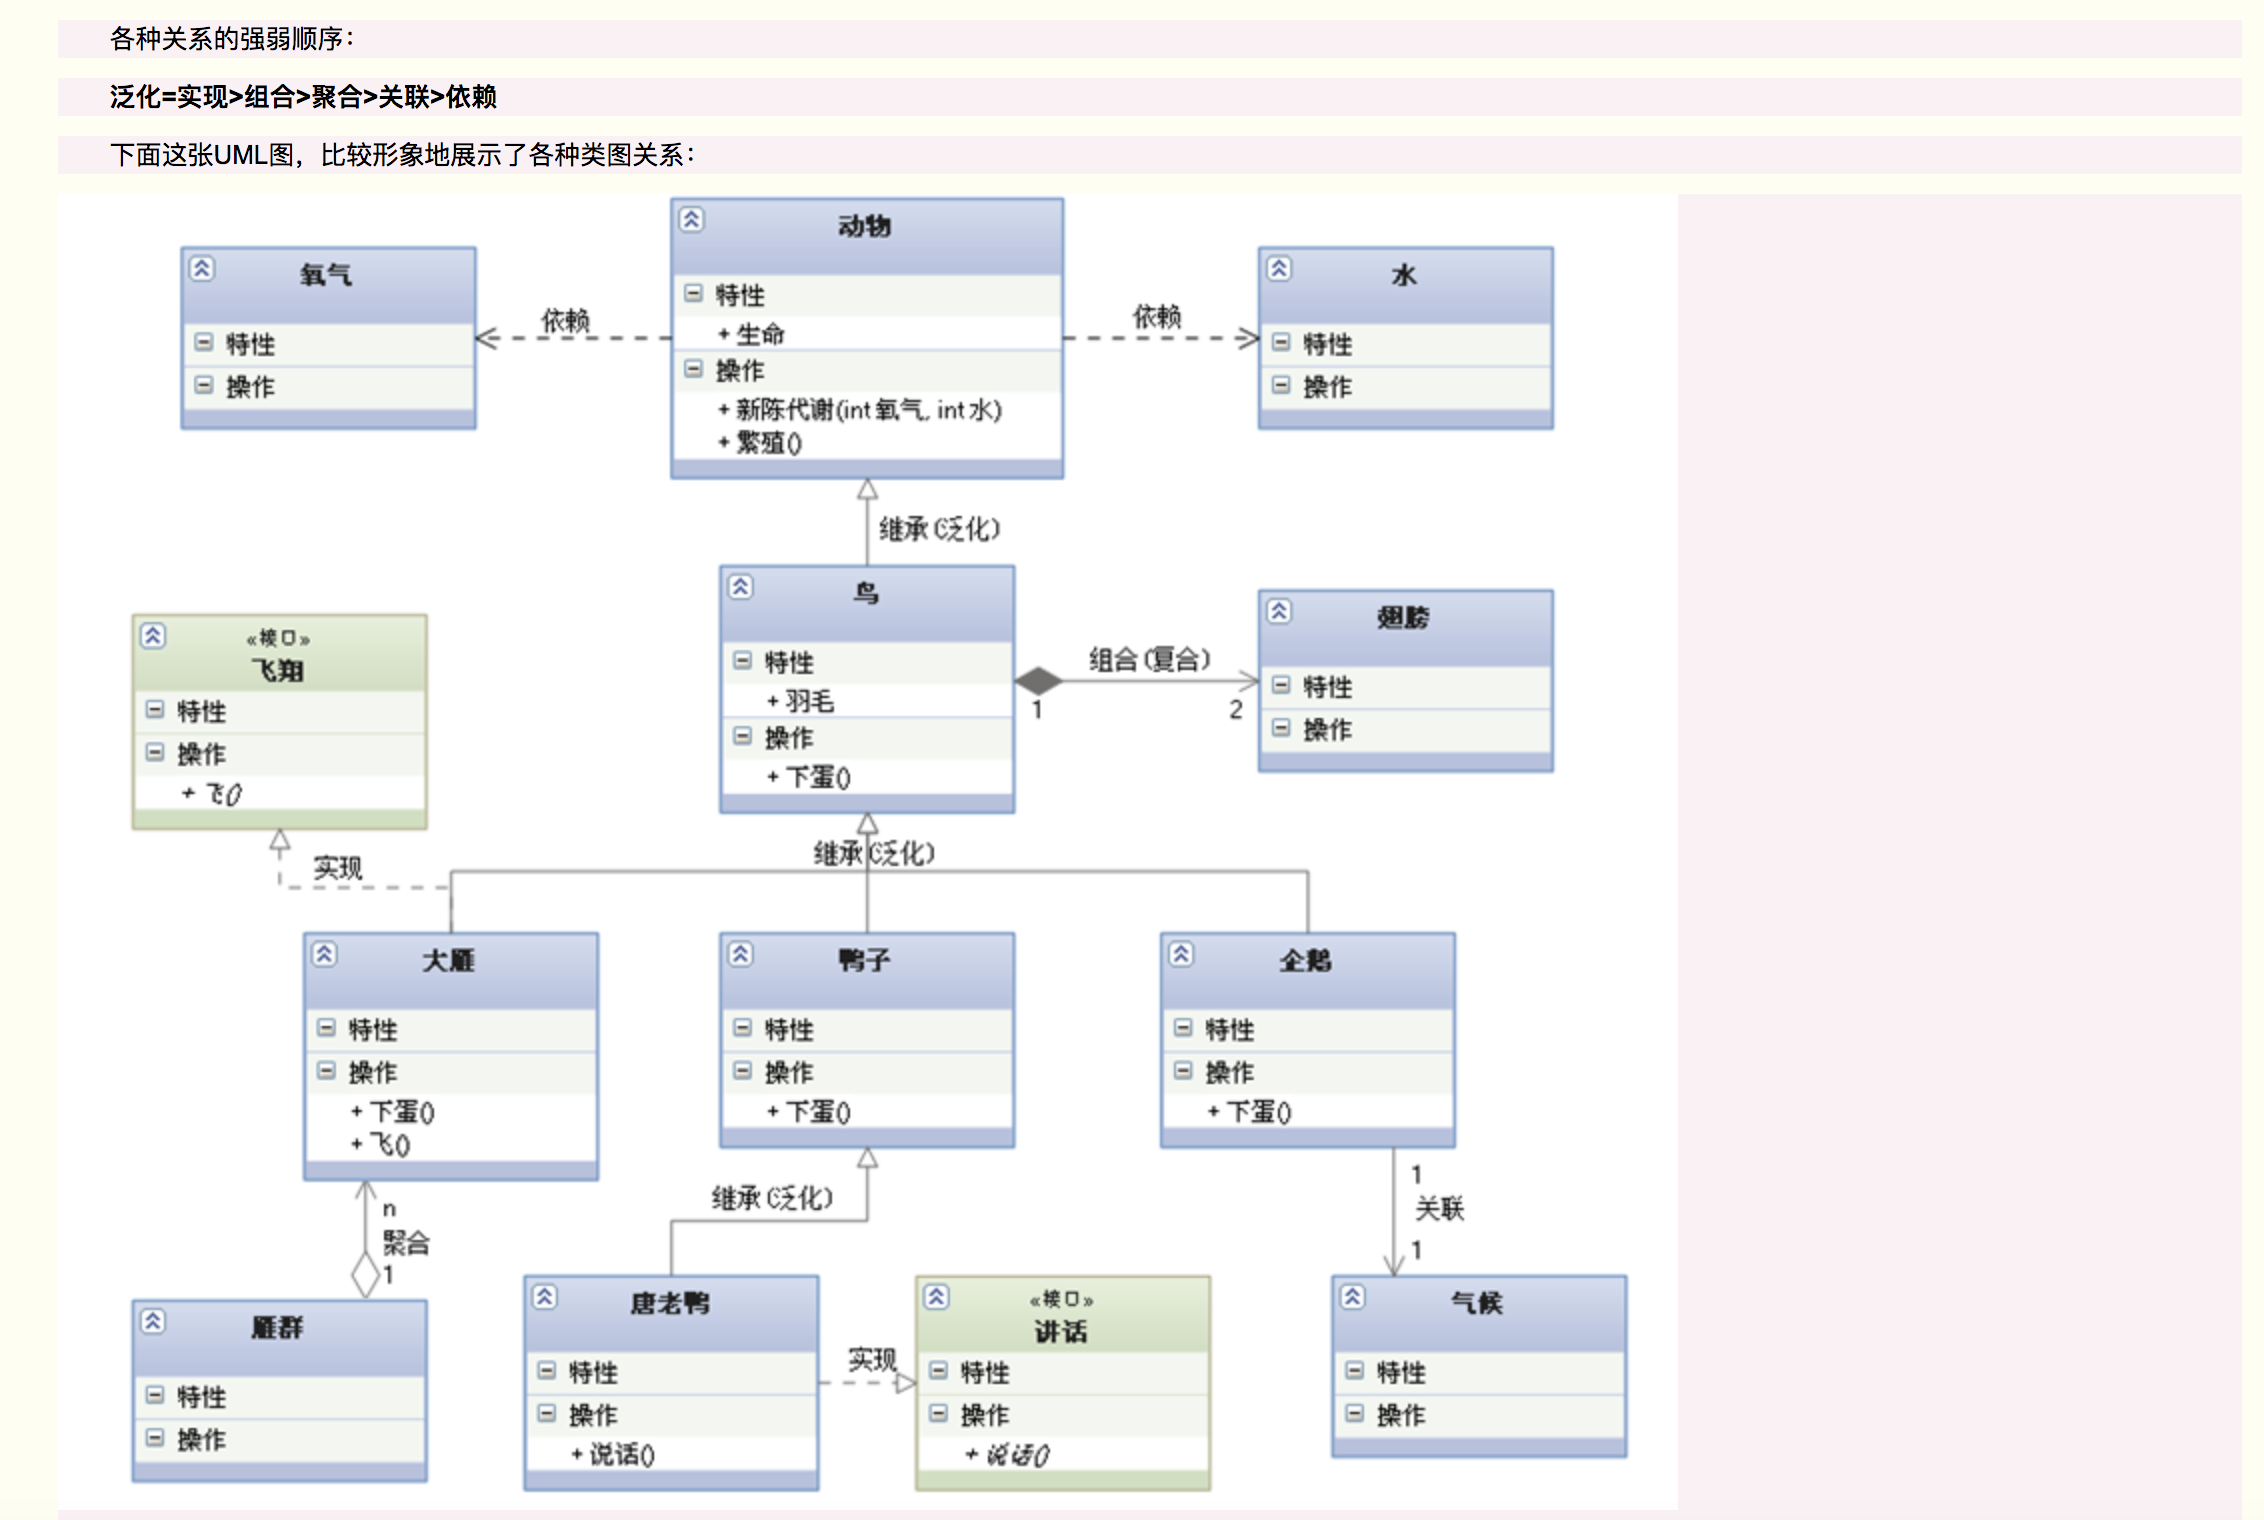 各种关系的强弱顺序：
泛化=实现>组合>聚合>关联>依赖
下面这张UML图，比较形象地展示了各种类图关系：
动物
特性
+ 生命
操作
+ 新陈代谢(int 氧气, int 水)
+ 繁殖()
氧气
特性
操作
依赖
依赖
水
特性
操作
继承(泛化)
鸟
特性
+ 羽毛
操作
+ 下蛋()
组合(复合)
1
2
翅膀
特性
操作
«接口»
飞翔
特性
操作
+ 飞()
实现
继承(泛化)
大雁
特性
操作
+ 下蛋()
+ 飞()
鸭子
特性
操作
+ 下蛋()
企鹅
特性
操作
+ 下蛋()
n
聚合
1
继承(泛化)
1
关联
1
雁群
特性
操作
唐老鸭
特性
操作
+ 说话()
实现
«接口»
讲话
特性
操作
+ 说话()
气候
特性
操作